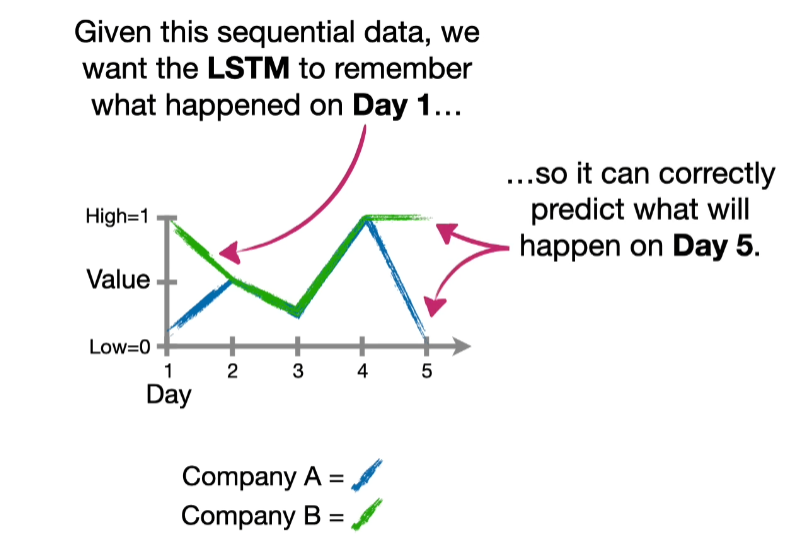 Given this sequential data, we
want the LSTM to remember
what happened on Day 1…
…so it can correctly
predict what will
happen on Day 5.
High=1
Value
Low=0
1 2 3 4 5
Day
Company A =
Company B =